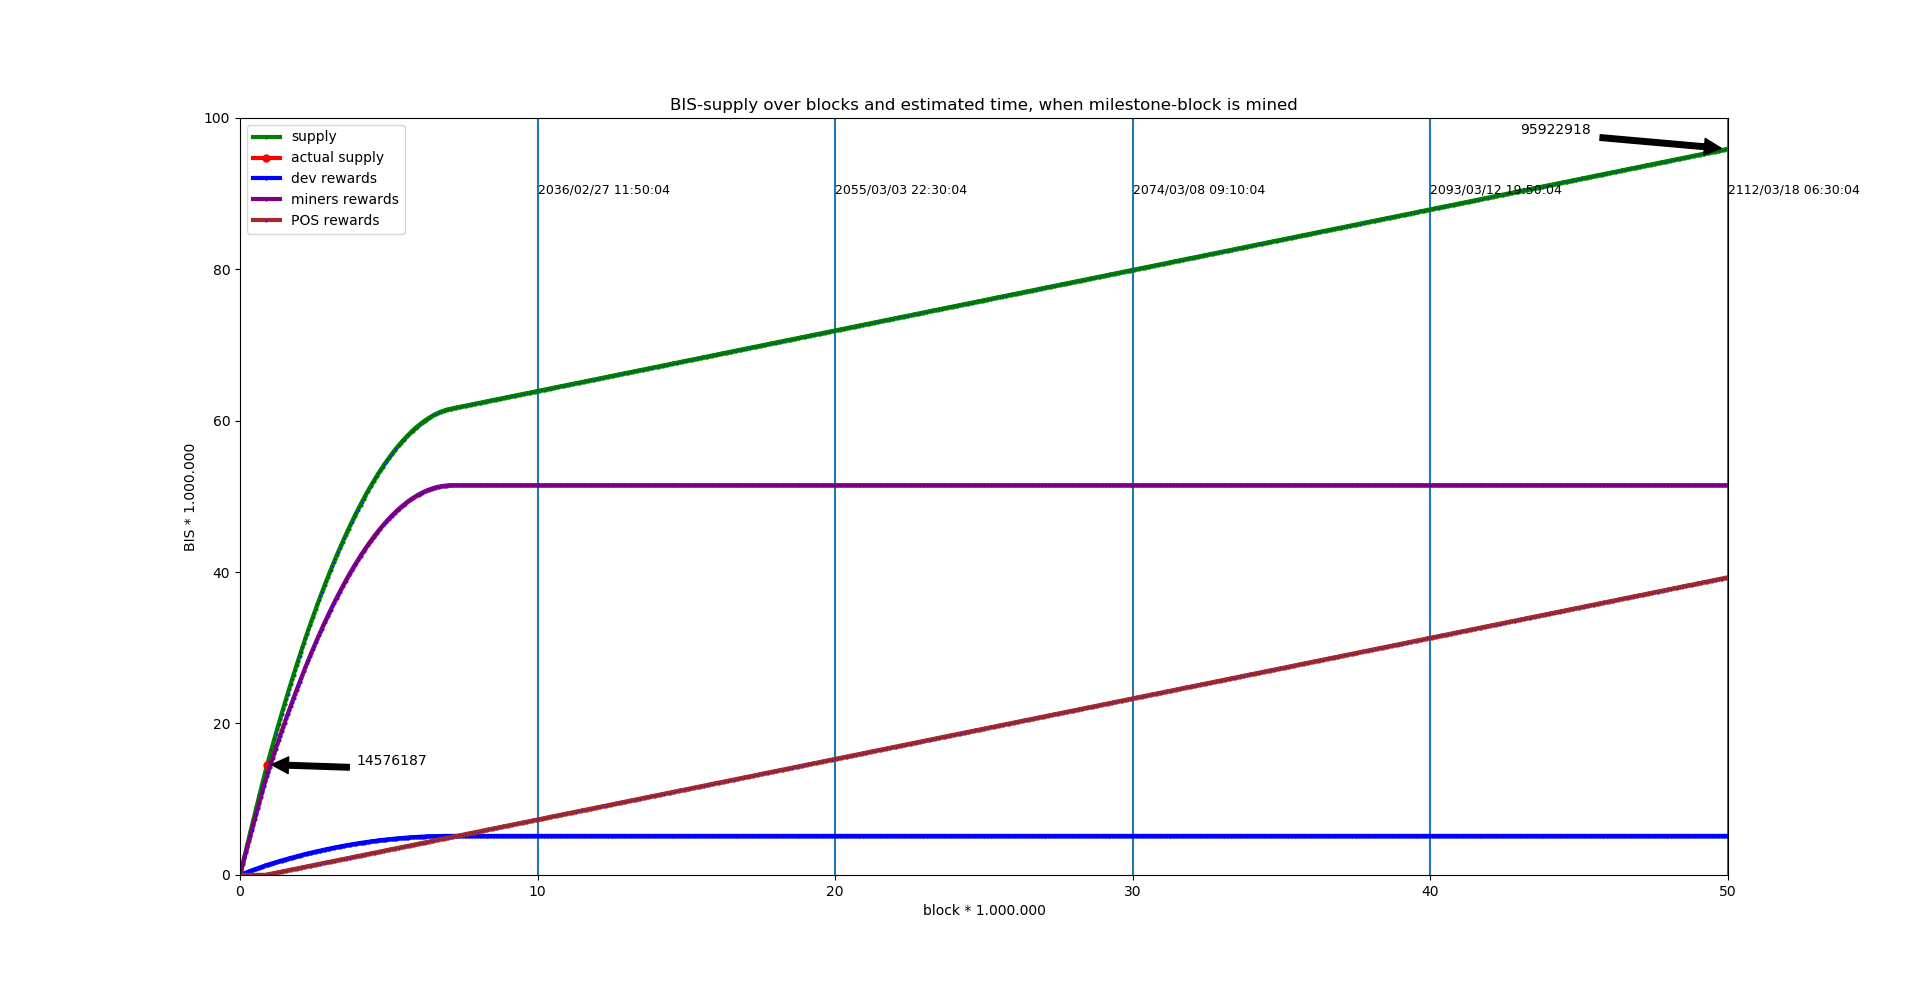 BIS-supply over blocks and estimated time, when milestone-block is mined
100
80
60
40
20
0
BIS * 1.000.000
supply
actual supply
dev rewards
miners rewards
POS rewards
95922918
2036/02/27 11:50:04
2055/03/03 22:30:04
2074/03/08 09:10:04
2093/03/12 19:50:04
2112/03/18 06:30:04
14576187
0
10
20
30
40
50
block * 1.000.000